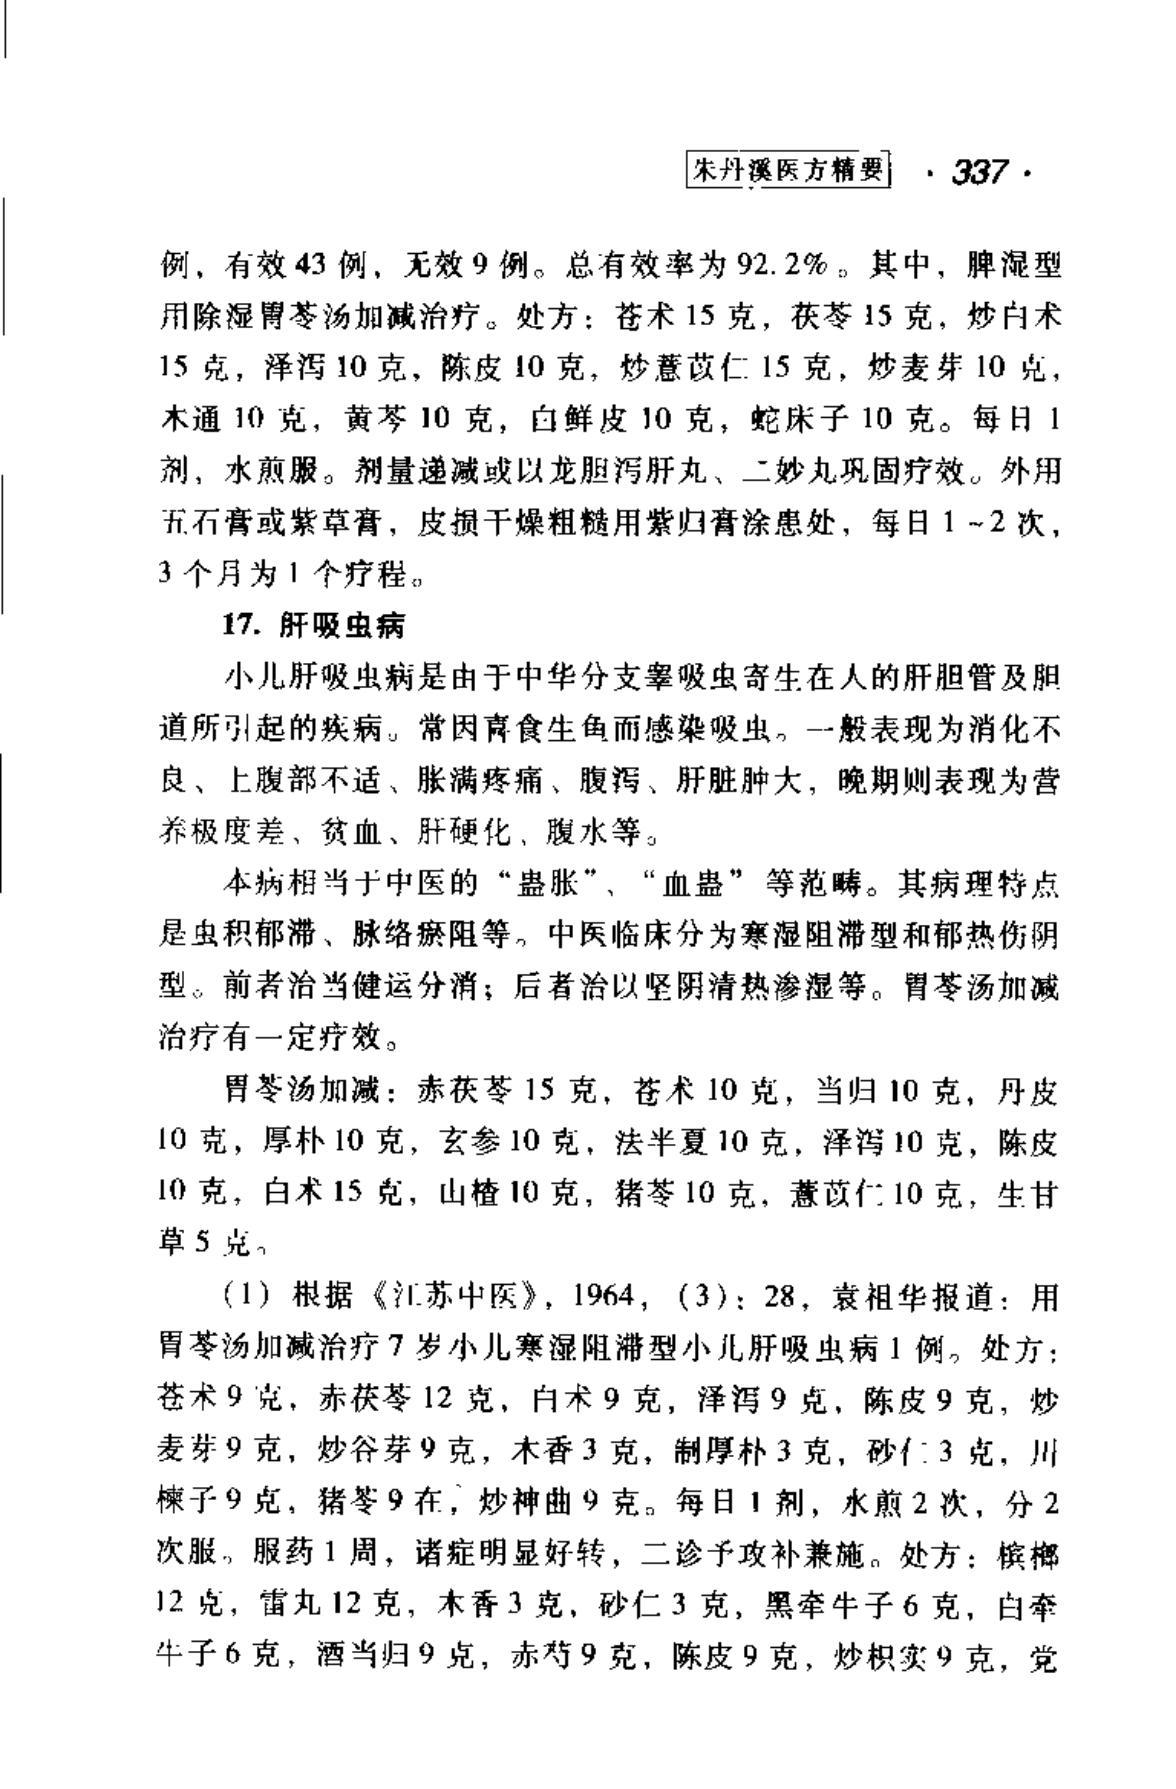 朱丹溪医方精要 · 337 ·
例，有效 43 例，无效 9 例。总有效率为 92.2%。其中，脾湿型
用除湿胃苓汤加减治疗。处方：苍术 15 克，茯苓 15 克，炒白术
15 克，泽泻 10 克，陈皮 10 克，炒薏苡仁 15 克，炒麦芽 10 克，
木通 10 克，黄芩 10 克，白鲜皮 10 克，蛇床子 10 克。每日 1
剂，水煎服。剂量递减或以龙胆泻肝丸、二妙丸巩固疗效。外用
五石膏或紫草膏，皮损干燥粗糙用紫归膏涂患处，每日 1 ~ 2 次，
3 个月为 1 个疗程。
17. 肝吸虫病
小儿肝吸虫病是由于中华分支睾吸虫寄生在人的肝胆管及胆
道所引起的疾病。常因喜食生鱼而感染吸虫。一般表现为消化不
良、上腹部不适、胀满疼痛、腹泻、肝脏肿大，晚期则表现为营
养极度差、贫血、肝硬化、腹水等。
本病相当于中医的“蛊胀”、“血蛊”等范畴。其病理特点
是虫积郁滞、脉络瘀阻等。中医临床分为寒湿阻滞型和郁热伤阴
型。前者治当健运分消；后者治以坚阴清热渗湿等。胃苓汤加减
治疗有一定疗效。
胃苓汤加减：赤茯苓 15 克，苍术 10 克，当归 10 克，丹皮
10 克，厚朴 10 克，玄参 10 克，法半夏 10 克，泽泻 10 克，陈皮
10 克，白术 15 克，山楂 10 克，猪苓 10 克，薏苡仁 10 克，生甘
草 5 克。
（1）根据《江苏中医》，1964，（3）：28，袁祖华报道：用
胃苓汤加减治疗 7 岁小儿寒湿阻滞型小儿肝吸虫病 1 例。处方：
苍术 9 克，赤茯苓 12 克，白术 9 克，泽泻 9 克，陈皮 9 克，炒
麦芽 9 克，炒谷芽 9 克，木香 3 克，制厚朴 3 克，砂仁 3 克，川
楝子 9 克，猪苓 9 在，炒神曲 9 克。每日 1 剂，水煎 2 次，分 2
次服。服药 1 周，诸症明显好转，二诊予攻补兼施。处方：槟榔
12 克，雷丸 12 克，木香 3 克，砂仁 3 克，黑牵牛子 6 克，白牵
牛子 6 克，酒当归 9 克，赤芍 9 克，陈皮 9 克，炒枳实 9 克，党